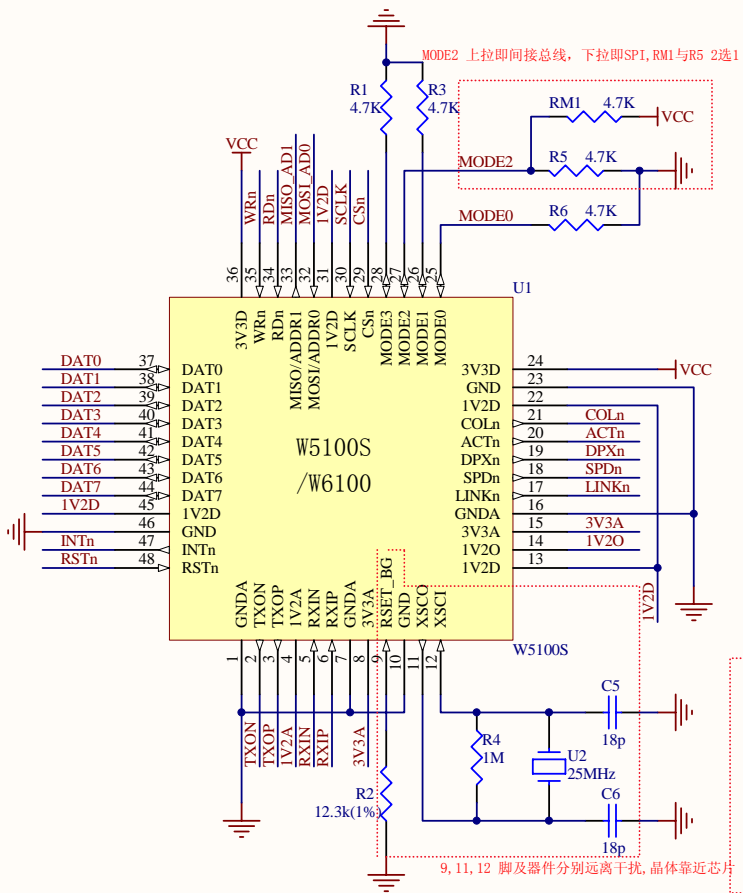 MODE2 上拉即间接总线，下拉即SPI,RM1与R5 2选1
R1
4.7K
R3
4.7K
RM1 4.7K
VCC
VCC
WRn
RDn
MISO_AD1
MOSI_AD0
1V2D
SCLK
CSn
MODE2
R5 4.7K
MODE0
R6 4.7K
36
35
34
33
32
31
30
29
28
27
26
25
U1
3V3D
WRn
RDn
MISO/ADDR1
MOSI/ADDR0
1V2D
SCLK
CSn
MODE3
MODE2
MODE1
MODE0
DAT0 37 DAT0
DAT1 38 DAT1
DAT2 39 DAT2
DAT3 40 DAT3
DAT4 41 DAT4
DAT5 42 DAT5
DAT6 43 DAT6
DAT7 44 DAT7
1V2D 45 1V2D
46 GND
INTn 47 INTn
RSTn 48 RSTn
W5100S
/W6100
3V3D 24 VCC
GND 23
1V2D 22
COLn 21 COLn
ACTn 20 ACTn
DPXn 19 DPXn
SPDn 18 SPDn
LINKn 17 LINKn
GNDA 16
3V3A 15 3V3A
1V2O 14 1V2O
1V2D 13
1V2D
GNDA
TXON
TXOP
1V2A
RXIN
RXIP
GNDA
3V3A
RSET_BG
GND
XSCO
XSCI
W5100S
1
2
3
4
5
6
7
8
9
10
11
12
TXON
TXOP
1V2A
RXIN
RXIP
3V3A
C5
18p
R4
1M
U2
25MHz
R2
12.3k(1%)
C6
18p
9,11,12 脚及器件分别远离干扰,晶体靠近芯片